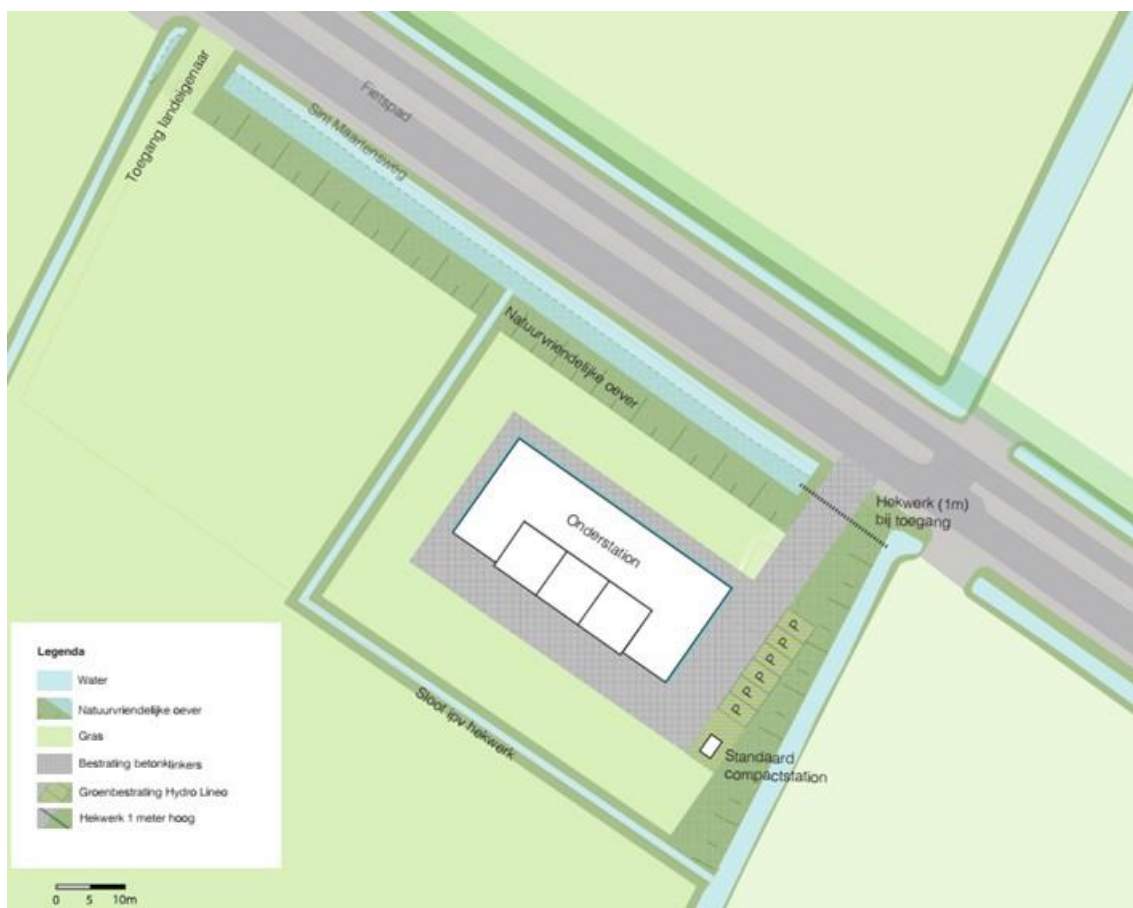 Toegang landeigenaar
Fietspad
Sint Maartensweg
Natuurvriendelijke oever
Hekwerk (1m)
bij toegang
Onderstation
P
P
P
P
P
P
Standaard
compactstation
Sloot ipv hekwerk
Legenda
Water
Natuurvriendelijke oever
Gras
Bestrating betonklinkers
Groenbestrating Hydro Lineo
Hekwerk 1 meter hoog
0 5 10m